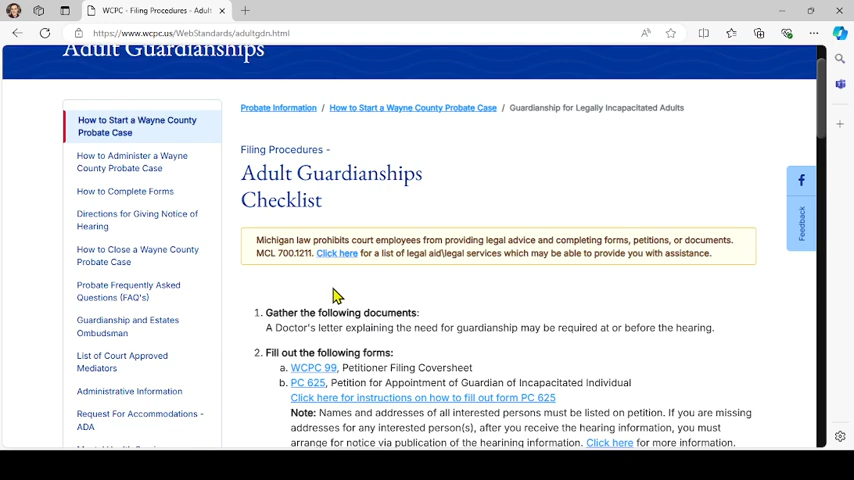 WCPC - Filing Procedures - Adult
https://www.wcpc.us/WebStandards/adultgdn.html
Adult Guardianships
How to Start a Wayne County
Probate Case
How to Administer a Wayne
County Probate Case
How to Complete Forms
Directions for Giving Notice of
Hearing
How to Close a Wayne County
Probate Case
Probate Frequently Asked
Questions (FAQ's)
Guardianship and Estates
Ombudsman
List of Court Approved
Mediators
Administrative Information
Request For Accommodations -
ADA
Probate Information / How to Start a Wayne County Probate Case / Guardianship for Legally Incapacitated Adults
Filing Procedures -
Adult Guardianships
Checklist
Michigan law prohibits court employees from providing legal advice and completing forms, petitions, or documents.
MCL 700.1211. Click here for a list of legal aid\legal services which may be able to provide you with assistance.
1. Gather the following documents:
A Doctor's letter explaining the need for guardianship may be required at or before the hearing.
2. Fill out the following forms:
a. WCPC 99, Petitioner Filing Coversheet
b. PC 625, Petition for Appointment of Guardian of Incapacitated Individual
Click here for instructions on how to fill out form PC 625
Note: Names and addresses of all interested persons must be listed on petition. If you are missing
addresses for any interested person(s), after you receive the hearing information, you must
arrange for notice via publication of the hearining information. Click here for more information.
Feedback